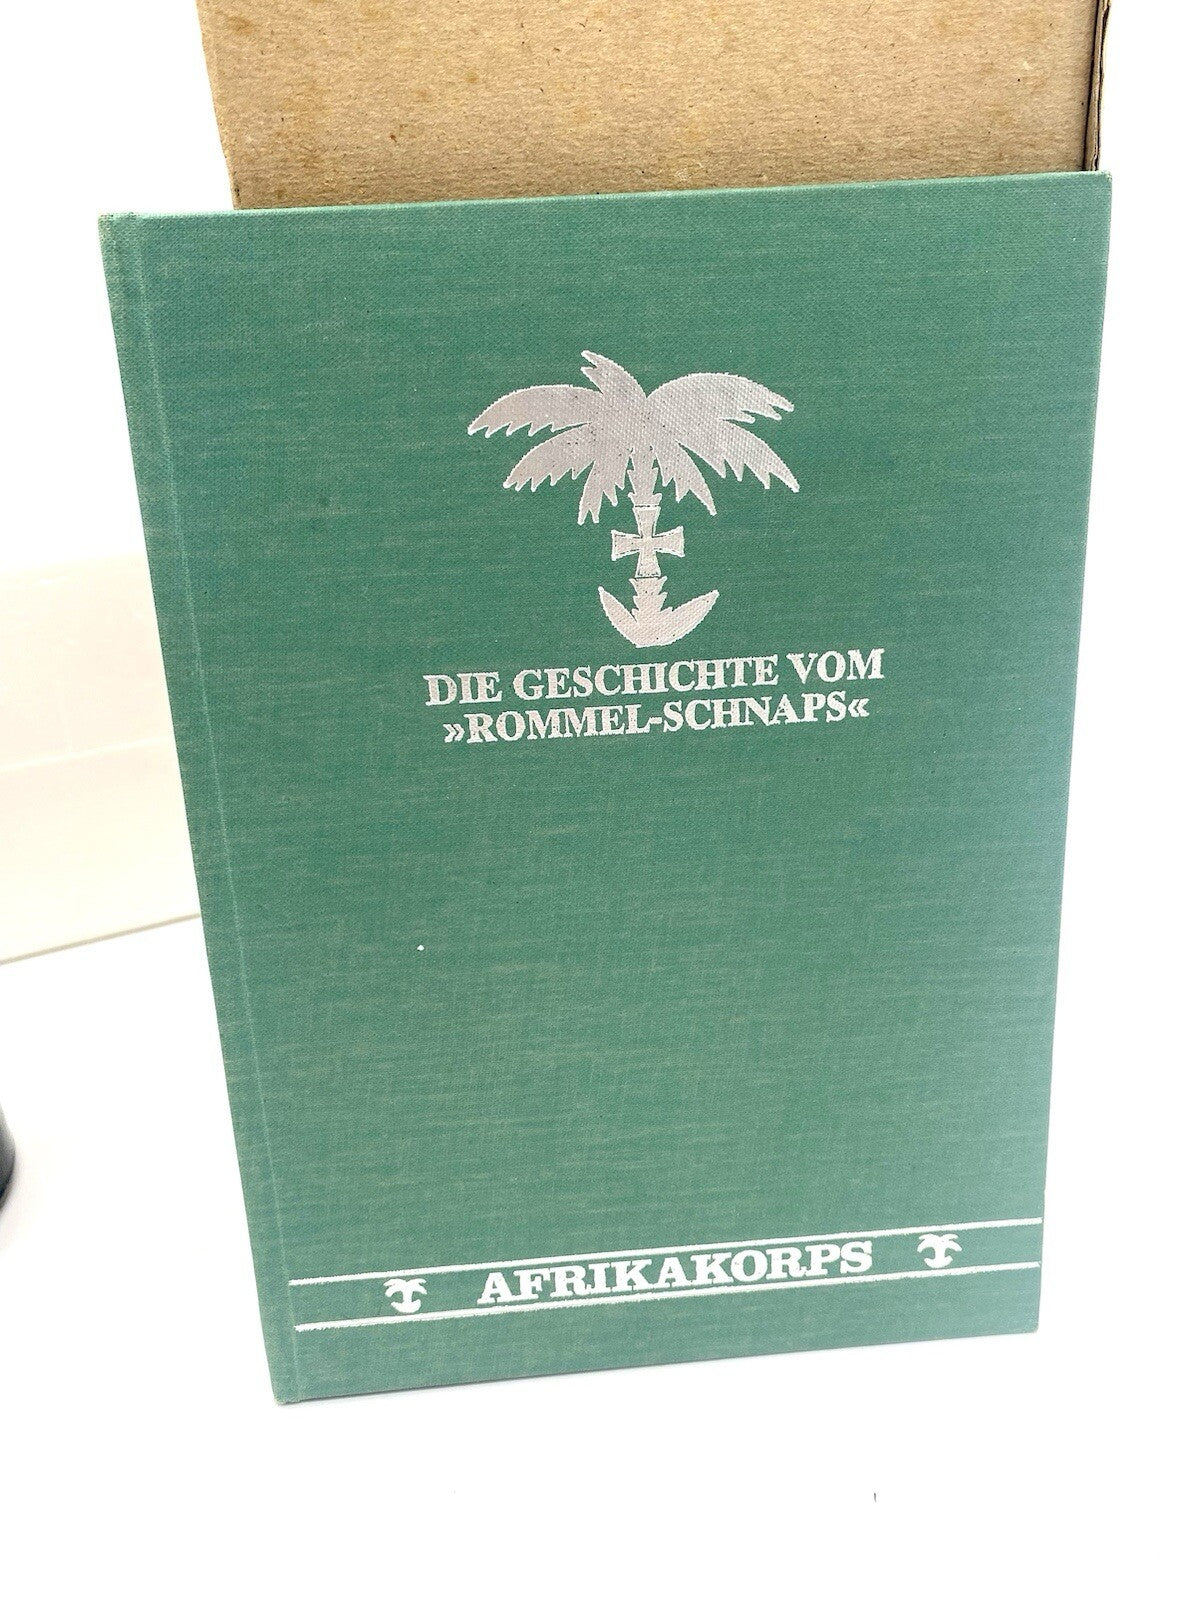 DIE GESCHICHTE VOM
»ROMMEL-SCHNAPS«
AFRIKAKORPS